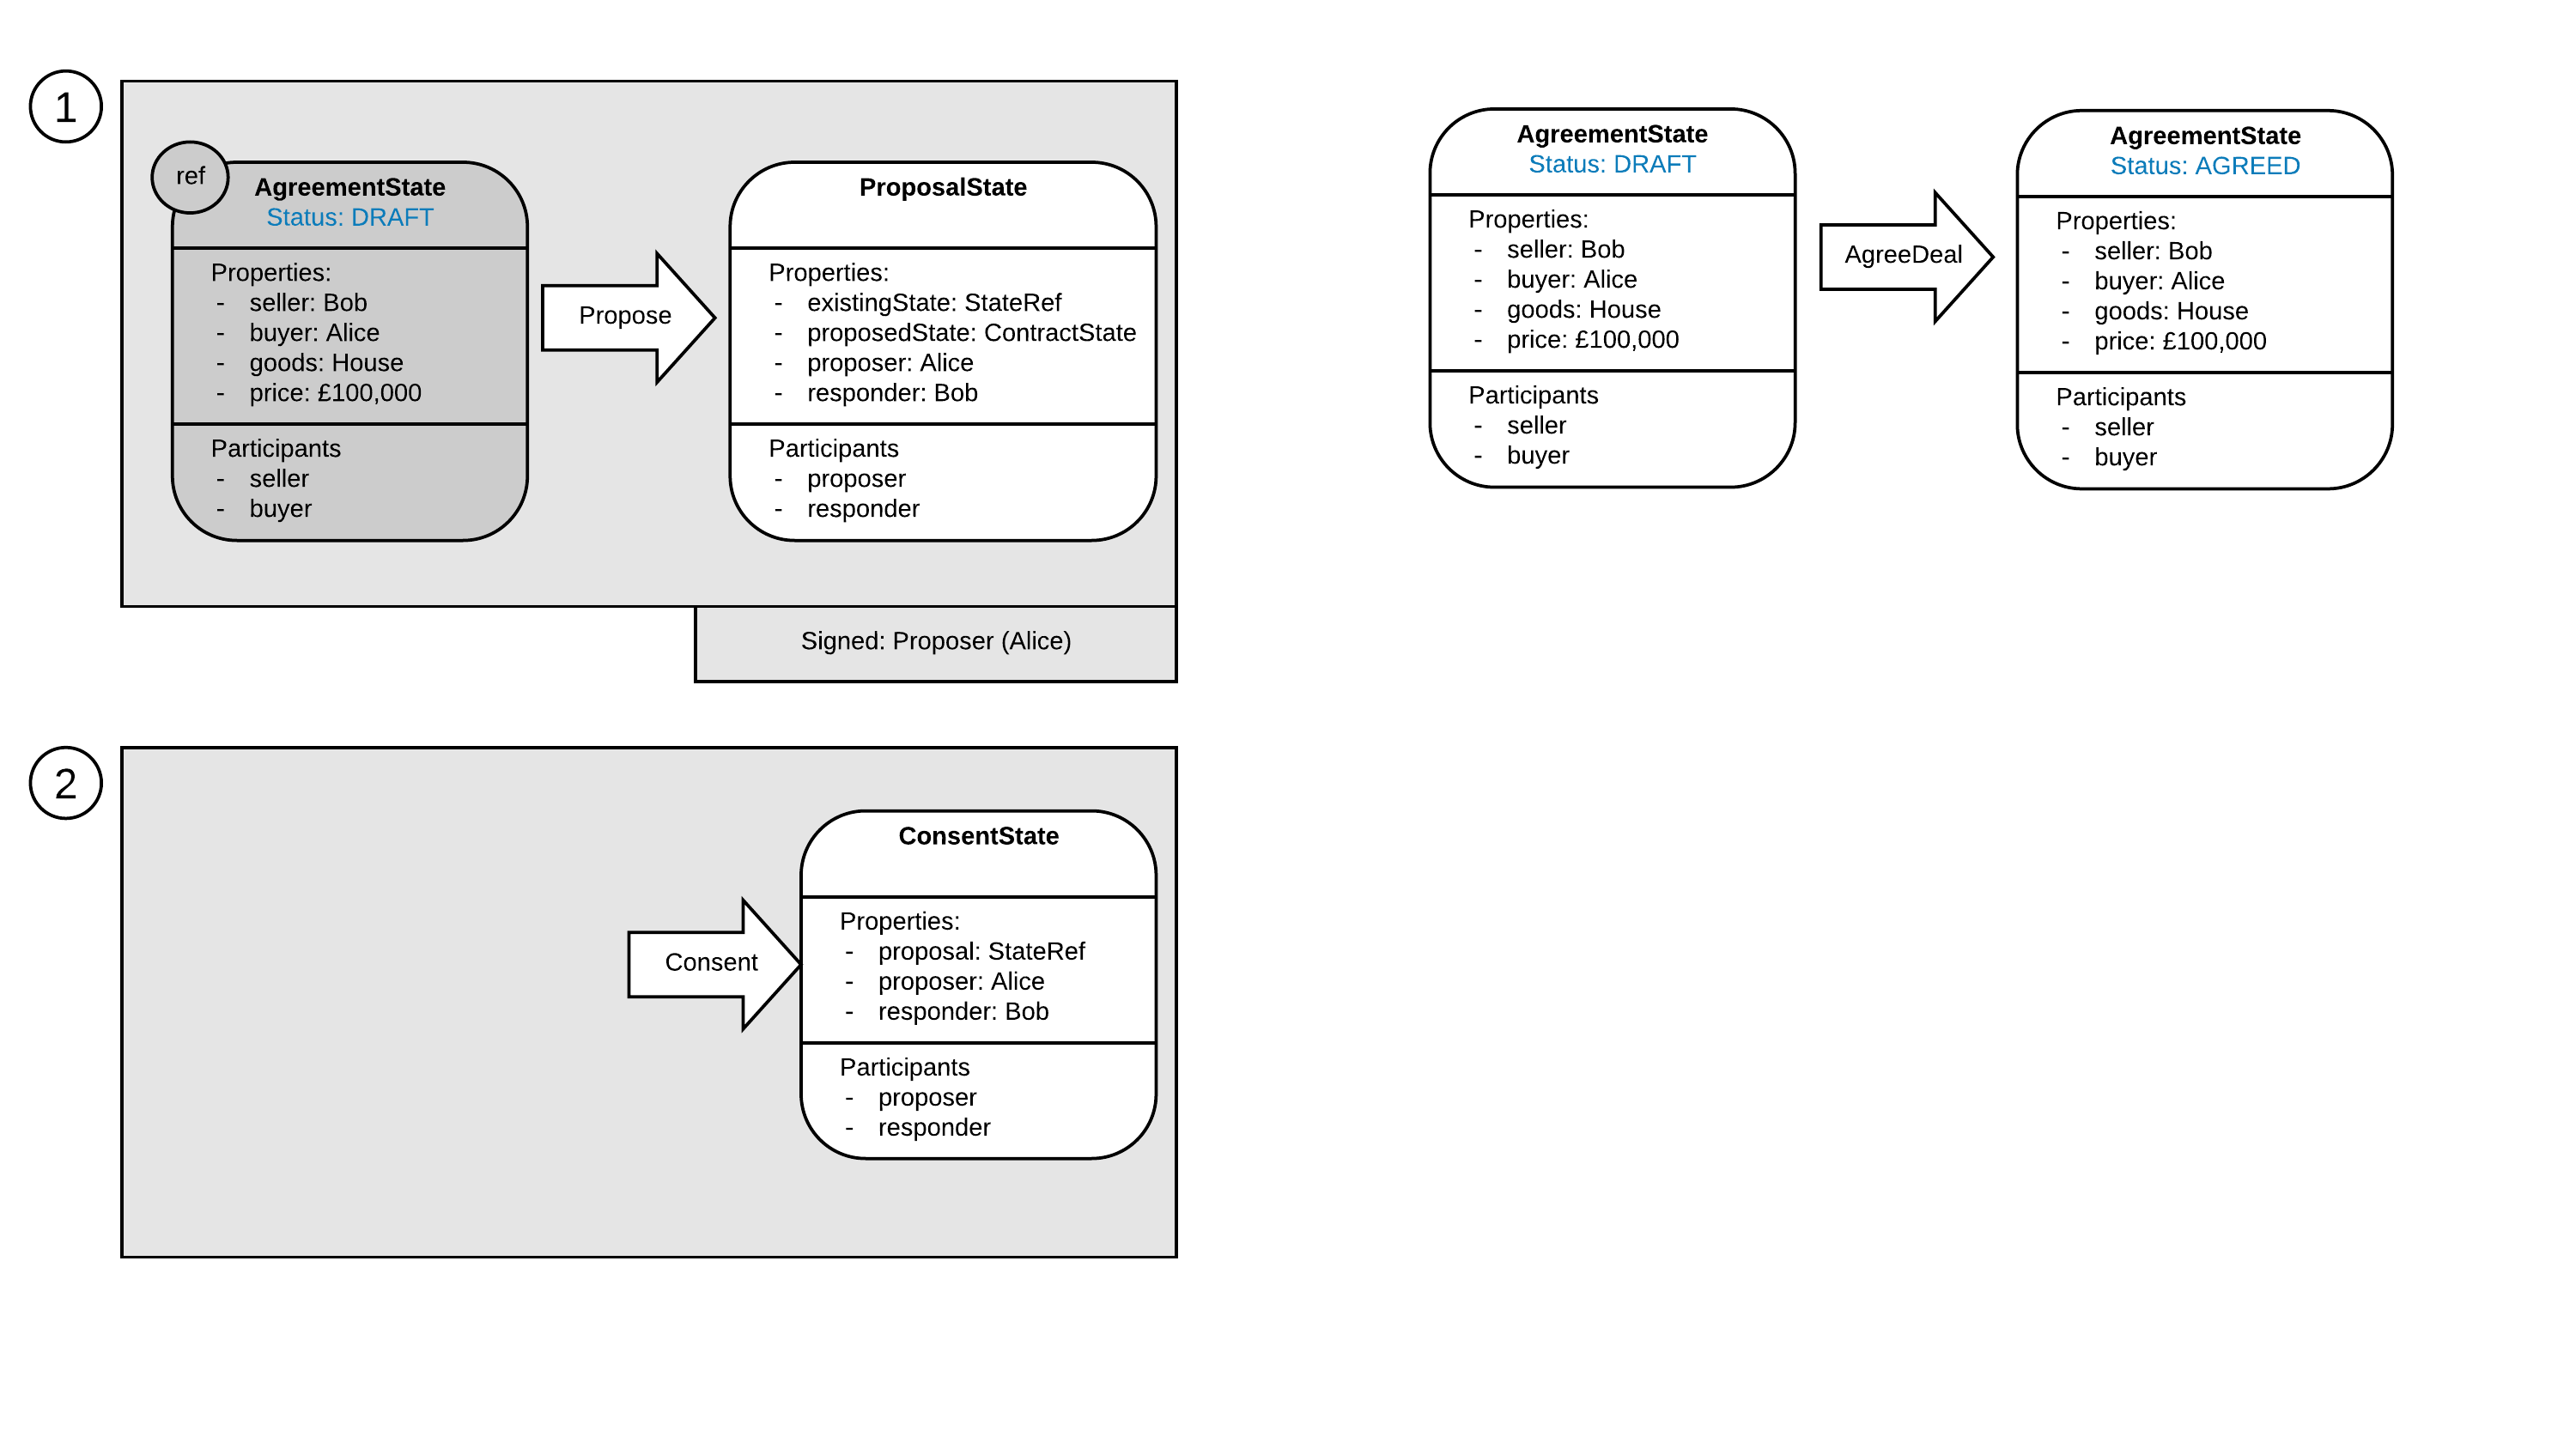 1
ref
AgreementState
Status: DRAFT
Properties:
- seller: Bob
- buyer: Alice
- goods: House
- price: £100,000
Participants
- seller
- buyer
Propose
ProposalState
Properties:
- existingState: StateRef
- proposedState: ContractState
- proposer: Alice
- responder: Bob
Participants
- proposer
- responder
Signed: Proposer (Alice)
AgreementState
Status: DRAFT
Properties:
- seller: Bob
- buyer: Alice
- goods: House
- price: £100,000
Participants
- seller
- buyer
AgreeDeal
AgreementState
Status: AGREED
Properties:
- seller: Bob
- buyer: Alice
- goods: House
- price: £100,000
Participants
- seller
- buyer
2
Consent
ConsentState
Properties:
- proposal: StateRef
- proposer: Alice
- responder: Bob
Participants
- proposer
- responder